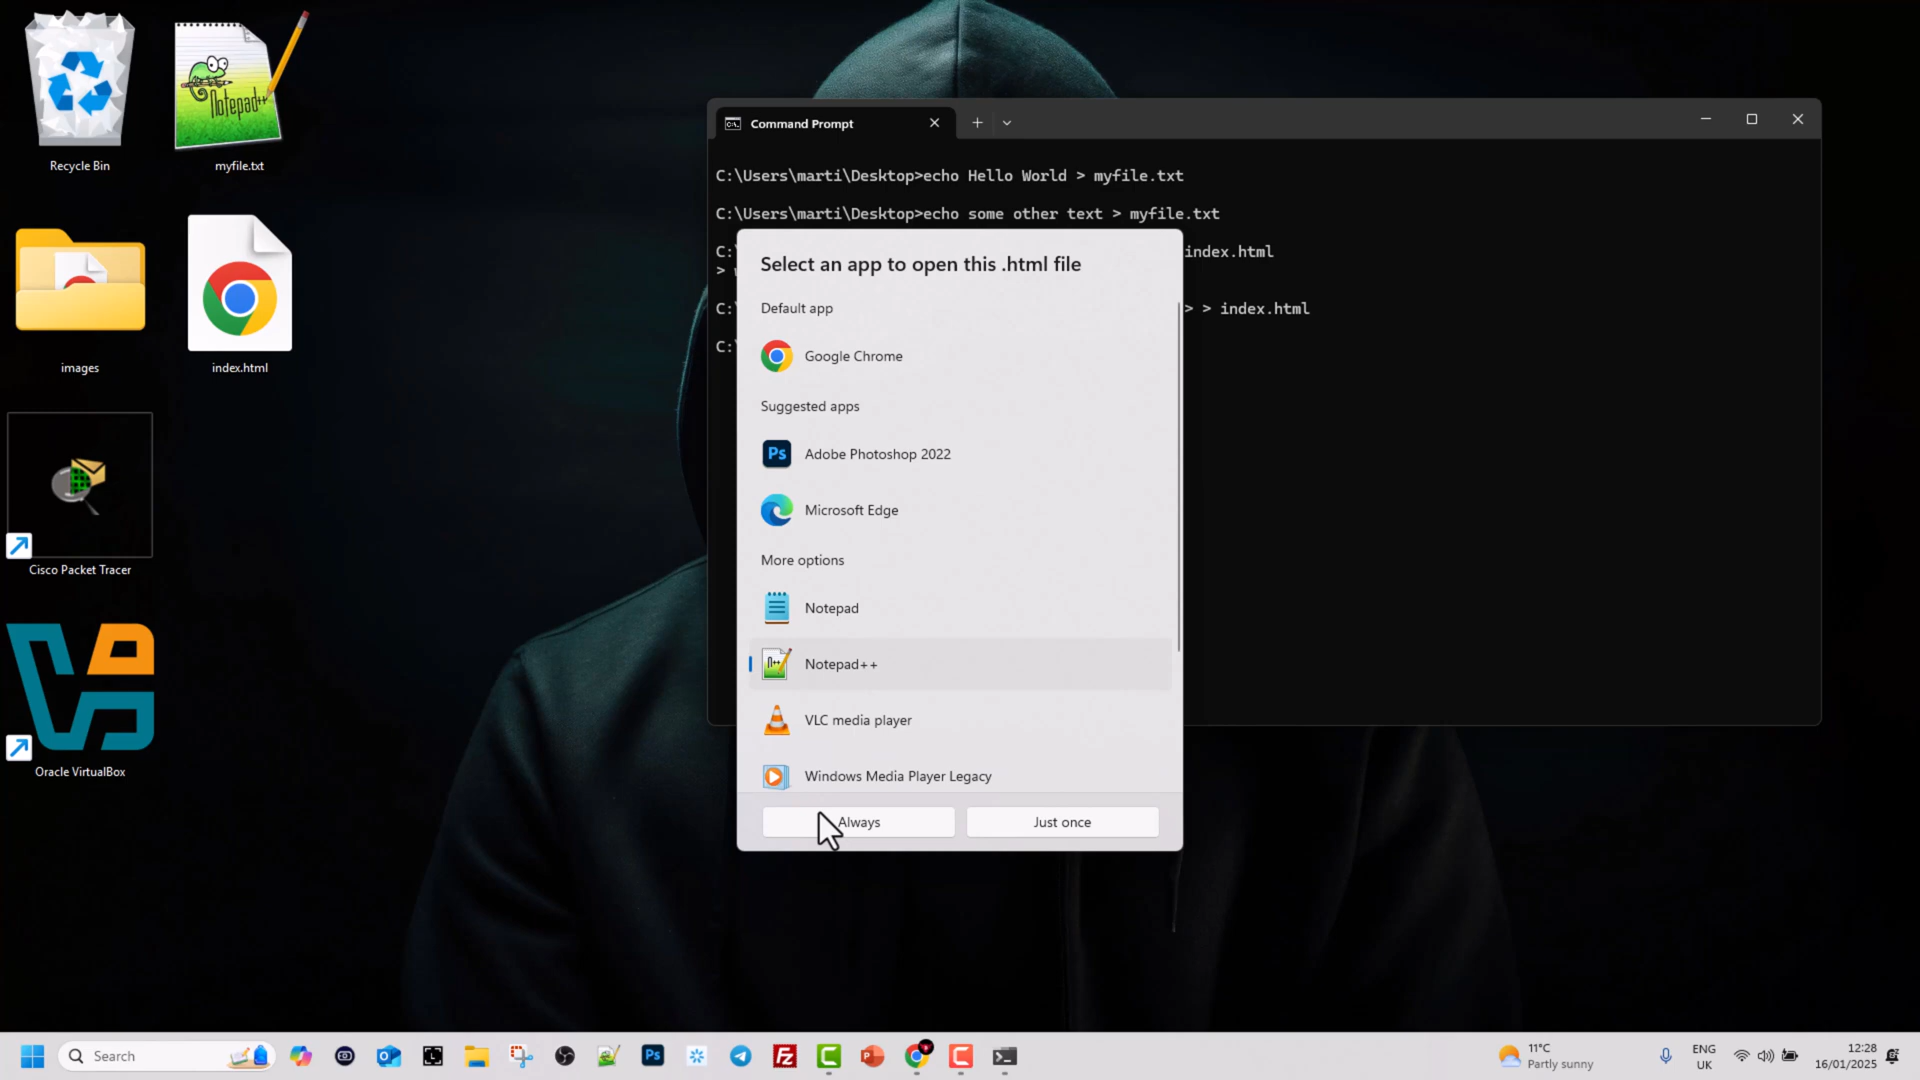 Recycle Bin
myfile.txt
images
index.html
Cisco Packet Tracer
Oracle VirtualBox
Notepad++
Command Prompt
C:\Users\marti\Desktop>echo Hello World > myfile.txt
C:\Users\marti\Desktop>echo some other text > myfile.txt
C:\
index.html
>
C:\
> > index.html
C:\
Select an app to open this .html file
Default app
Google Chrome
Suggested apps
Ps
Adobe Photoshop 2022
Microsoft Edge
More options
Notepad
Notepad++
VLC media player
Windows Media Player Legacy
Always
Just once
Search
Ps
Fz
11°C
Partly sunny
ENG
UK
12:28
16/01/2025